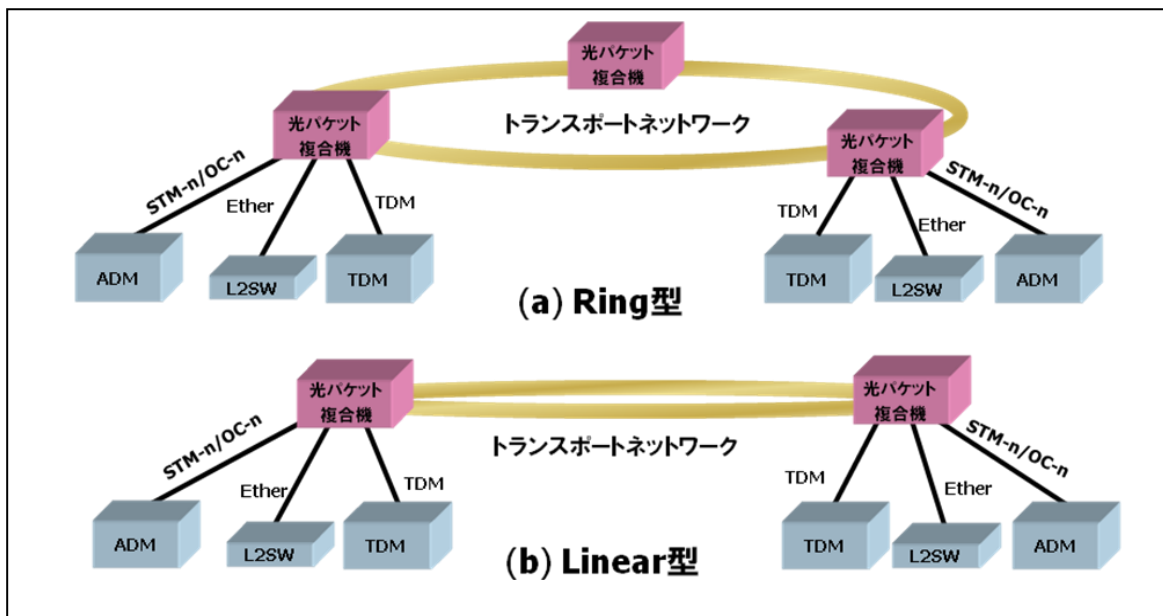 光パケット
複合機
トランスポートネットワーク
光パケット
複合機
光パケット
複合機
STM-n/OC-n
Ether
TDM
ADM
L2SW
TDM
TDM
Ether
STM-n/OC-n
TDM
L2SW
ADM
(a) Ring型
光パケット
複合機
光パケット
複合機
トランスポートネットワーク
STM-n/OC-n
Ether
TDM
ADM
L2SW
TDM
TDM
Ether
STM-n/OC-n
TDM
L2SW
ADM
(b) Linear型